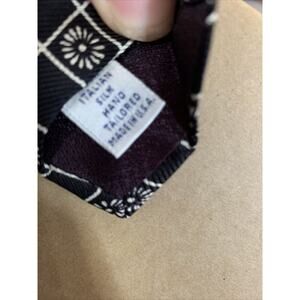 ITALIAN
SILK
HAND
TAILORED
MADE IN U.S.A.